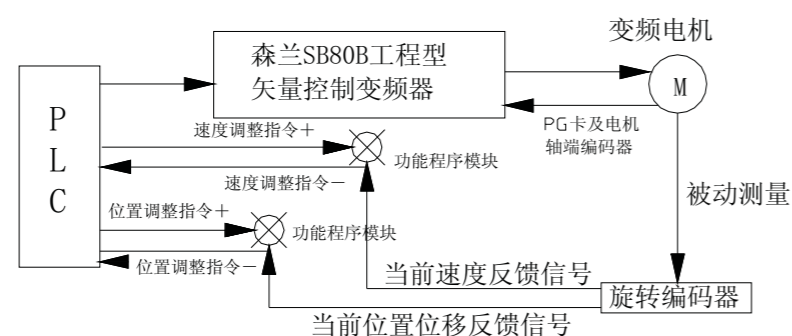 变频电机
森兰SB80B工程型
矢量控制变频器
M
PLC
PG卡及电机
轴端编码器
速度调整指令+
功能程序模块
速度调整指令-
被动测量
位置调整指令+
功能程序模块
位置调整指令-
当前速度反馈信号
旋转编码器
当前位置位移反馈信号